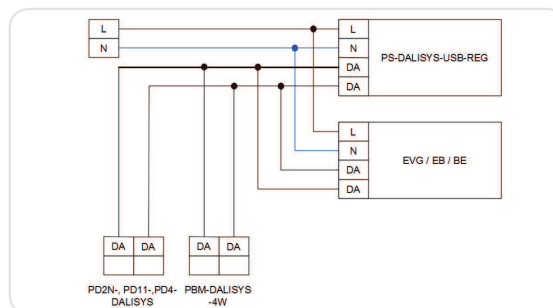 L
N
L
N
DA
DA
PS-DALISYS-USB-REG
L
N
DA
DA
EVG / EB / BE
DA DA
DA DA
PD2N-, PD11-,PD4-
DALISYS
PBM-DALISYS
-4W